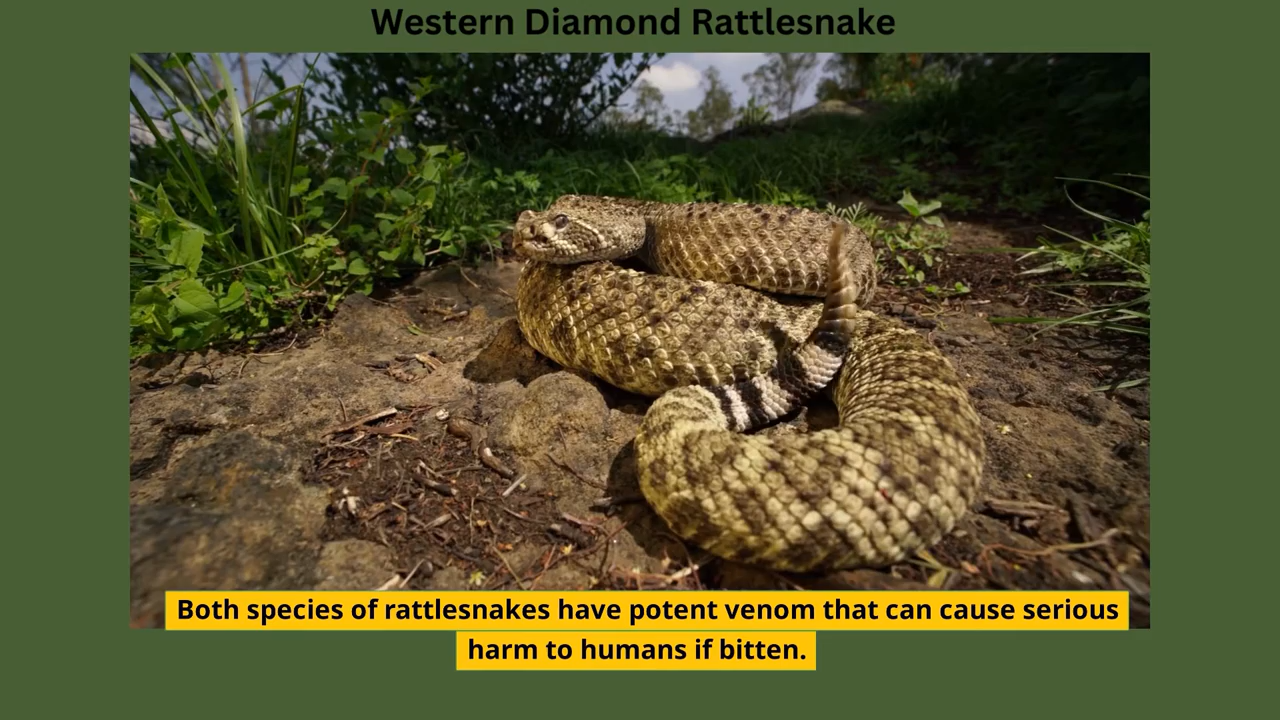 Western Diamond Rattlesnake
Both species of rattlesnakes have potent venom that can cause serious
harm to humans if bitten.